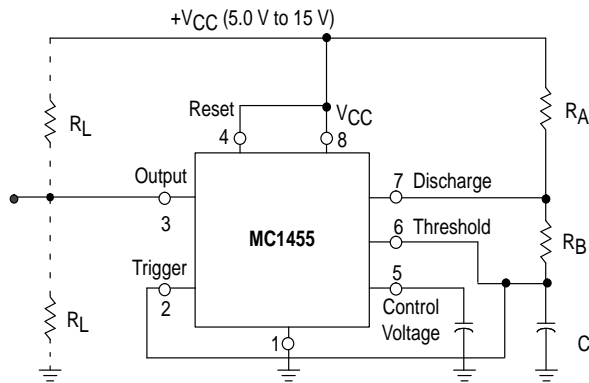 +VCC (5.0 V to 15 V)
RL
Reset
4
VCC
8
RA
Output
3
7 Discharge
6 Threshold
RB
MC1455
Trigger
2
5
Control
Voltage
RL
1
C